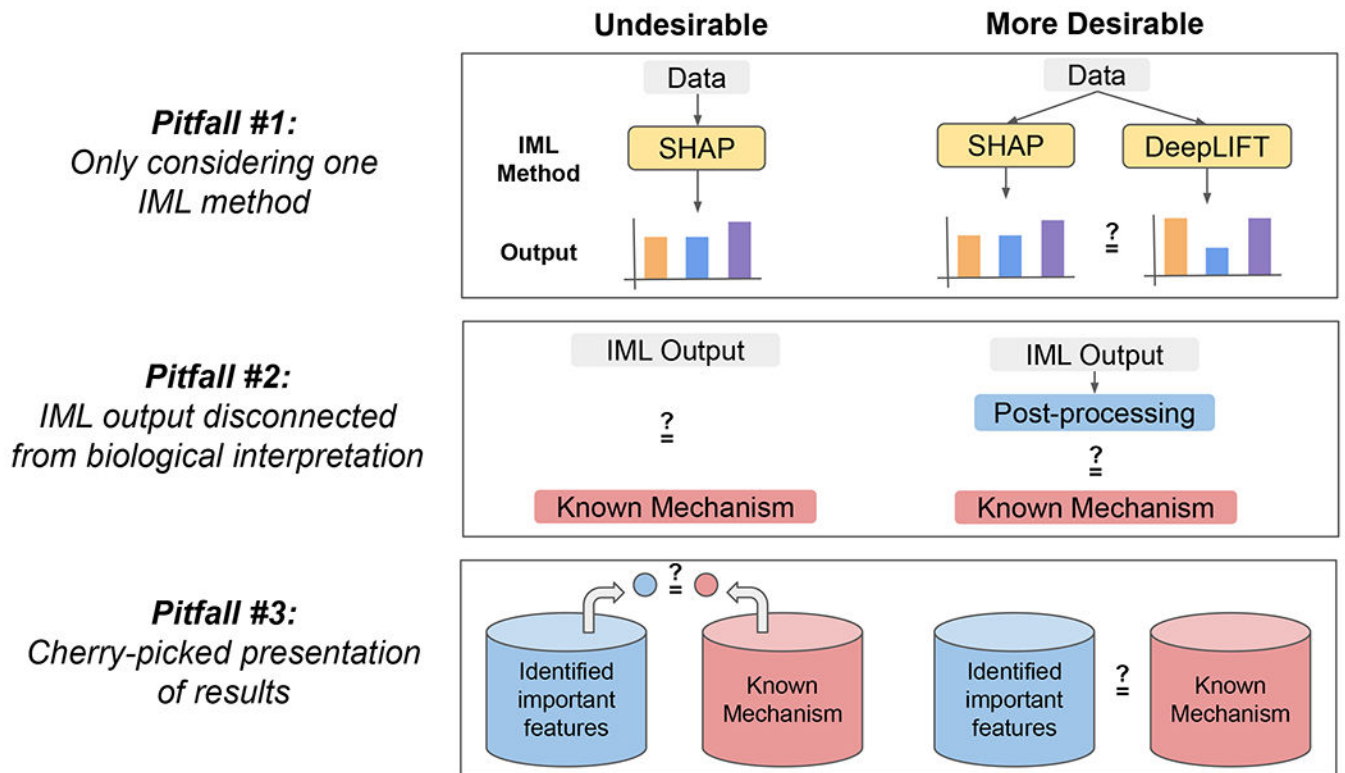 Undesirable
More Desirable
Pitfall #1:
Only considering one
IML method
IML
Method
Output
Data
SHAP
Data
SHAP
DeepLIFT
?
=
Pitfall #2:
IML output disconnected
from biological interpretation
IML Output
?
=
Known Mechanism
IML Output
Post-processing
?
=
Known Mechanism
Pitfall #3:
Cherry-picked presentation
of results
?
=
Identified
important
features
Known
Mechanism
Identified
important
features
?
=
Known
Mechanism